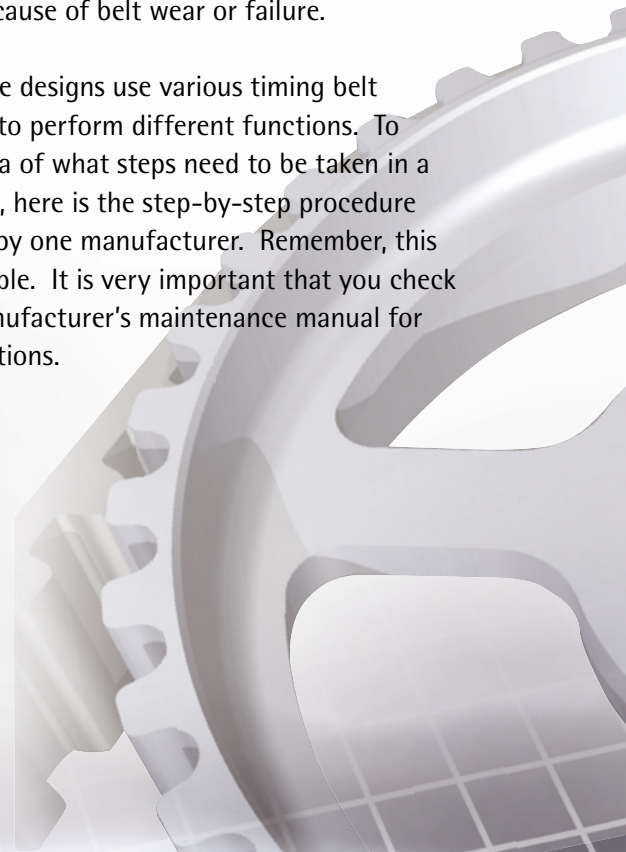 cause of belt wear or failure.
e designs use various timing belt
to perform different functions. To
a of what steps need to be taken in a
, here is the step-by-step procedure
by one manufacturer. Remember, this
ple. It is very important that you check
nufacturer's maintenance manual for
tions.